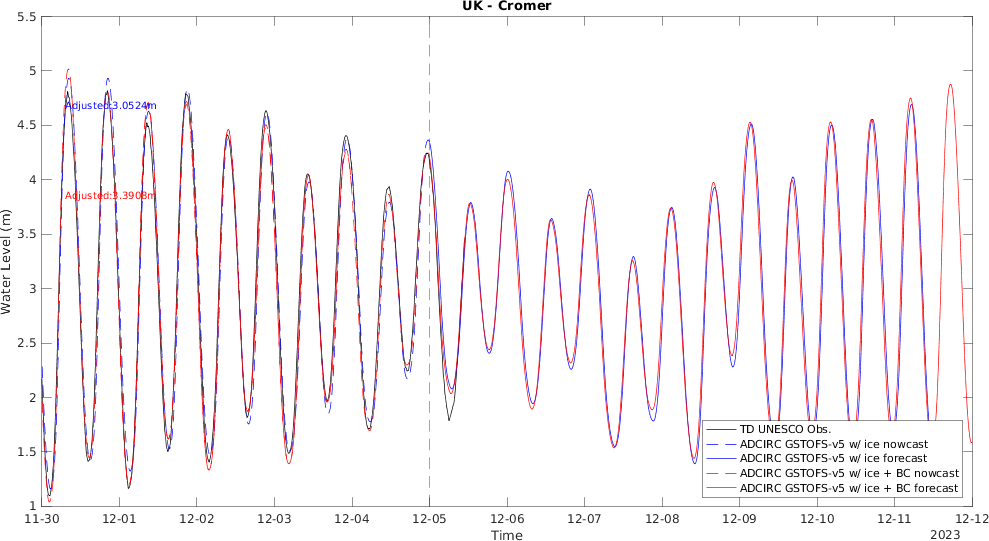 UK - Cromer
5.5
5
4.5
4
3.5
3
2.5
2
1.5
1
Water Level (m)
Adjusted:3.0524m
Adjusted:3.3908m
TD UNESCO Obs.
ADCIRC GSTOFS-v5 w/ ice nowcast
ADCIRC GSTOFS-v5 w/ ice forecast
ADCIRC GSTOFS-v5 w/ ice + BC nowcast
ADCIRC GSTOFS-v5 w/ ice + BC forecast
11-30 12-01 12-02 12-03 12-04 12-05 12-06 12-07 12-08 12-09 12-10 12-11 12-12
Time
2023